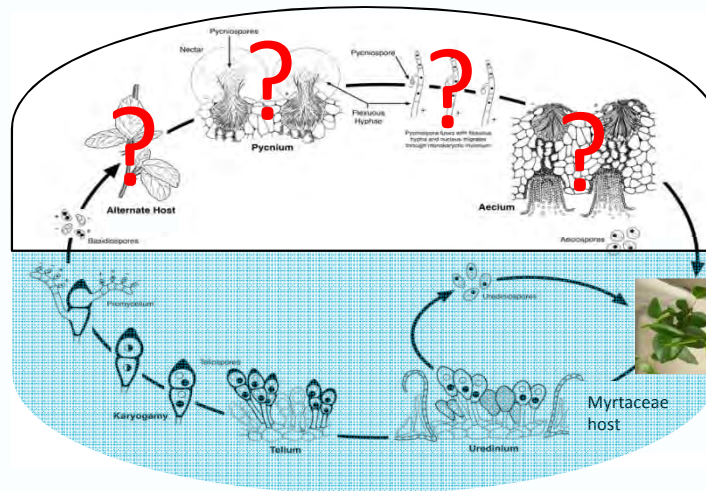 Pycniospores
Nectar
?
Pycniospore
?
Flexuous
Hyphae
Pycnium
Pycniospore fuses with flexuous
hypha and nucleus migrates
through monokaryotic mycelium
?
Alternate Host
?
Aecium
Basidiospores
Aeciospores
Promycelium
Urediniospores
Teliospores
Karyogamy
Telium
Uredinium
Myrtaceae
host